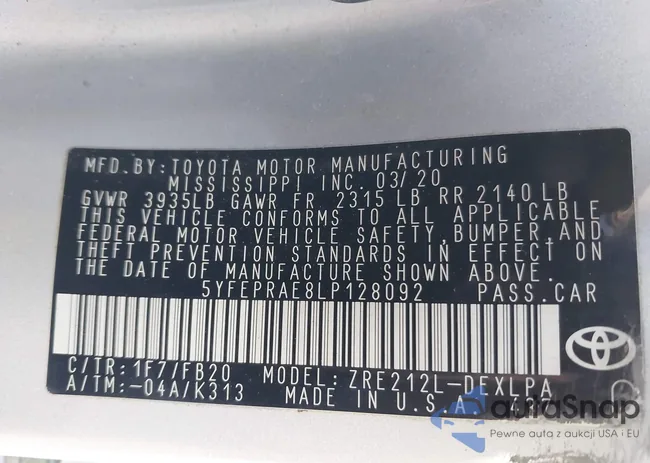 MFD.BY:TOYOTA MOTOR MANUFACTURING
MISSISSIPPI INC. 03/20
GVWR 3935LB GAWR FR 2315 LB RR 2140 LB
THIS VEHICLE CONFORMS TO ALL APPLICABLE
FEDERAL MOTOR VEHICLE SAFETY,BUMPER,AND
THEFT PREVENTION STANDARDS IN EFFECT ON
THE DATE OF MANUFACTURE SHOWN ABOVE.
5YFEPRAE8LP128092 PASS.CAR
C/TR:1F7/FB20 MODEL:ZRE212L-DEXLPA
A/TM:-04A/K313 MADE IN U.S.A.
autaSnap
Pewne auta z aukcji USA i EU